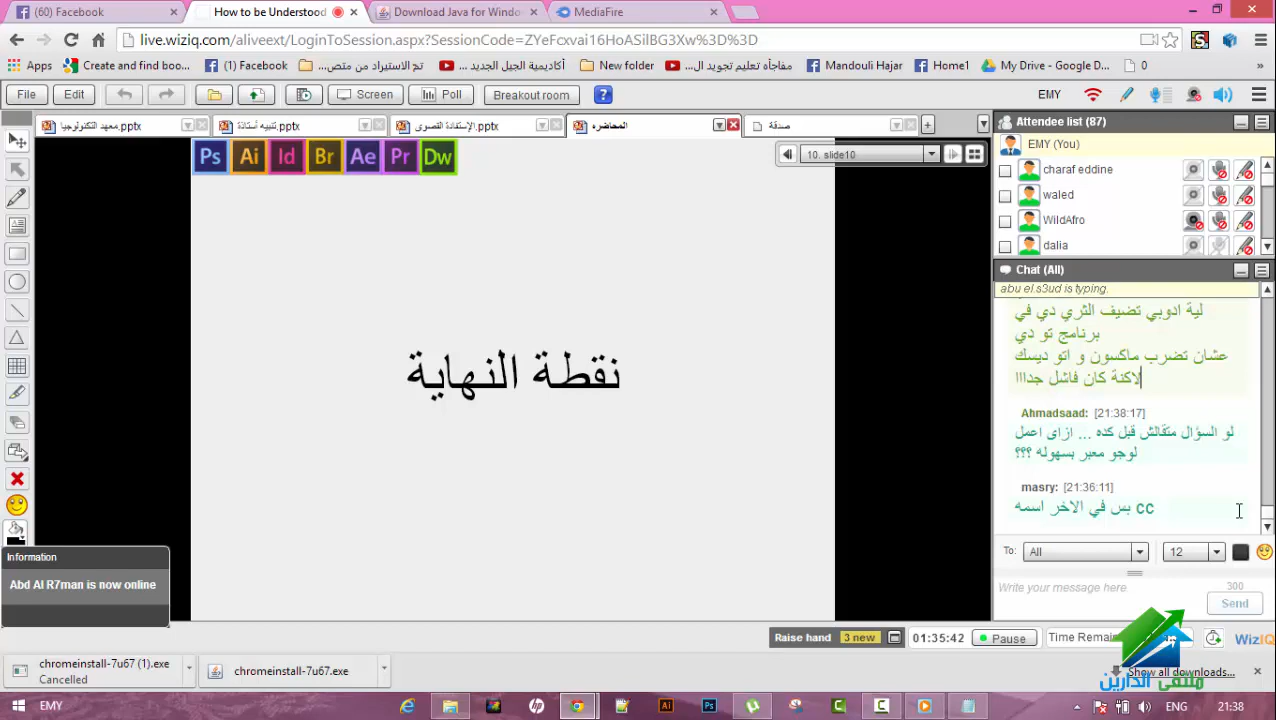 (60) Facebook
How to be Understood
Download Java for Windo
MediaFire
live.wiziq.com/aliveext/LoginToSession.aspx?SessionCode=ZYeFcxvai16HoASilBG3Xw%3D%3D
Apps
Create and find boo...
(1) Facebook
تم الاستيراد من متص...
أكاديمية الجيل الجديد ...
New folder
مفاجأه تعليم تجويد ال...
Mandouli Hajar
Home1
My Drive - Google D...
0
File
Edit
Screen
Poll
Breakout room
?
EMY
معهد التكنولوجيا.pptx
تنبيه أستاذة.pptx
الإستفادة القصوى.pptx
المحاضره
صدقة
Attendee list (87)
Ps Ai Id Br Ae Pr Dw
10. slide10
EMY (You)
charaf eddine
waled
WildAfro
dalia
Chat (All)
abu el s3ud is typing.
لية ادوبي تضيف الثري دي في
برنامج تو دي
عشان تضرب ماكسون و اتو ديسك
لاكنة كان فاشل جدااا
Ahmadsaad: [21:38:17]
لو السؤال متقالش قبل كده ... ازاى اعمل
لوجو معبر بسهوله ؟؟؟
masry: [21:36:11]
بس في الاخر اسمه cc
نقطة النهاية
To: All 12
Write your message here
300
Send
Information
Abd Al R7man is now online
Raise hand
3 new
01:35:42
Pause
Time Remain
WizIQ
chromeinstall-7u67 (1).exe
Cancelled
chromeinstall-7u67.exe
Show all downloads...
ملتقى الدارين
EMY
21:38